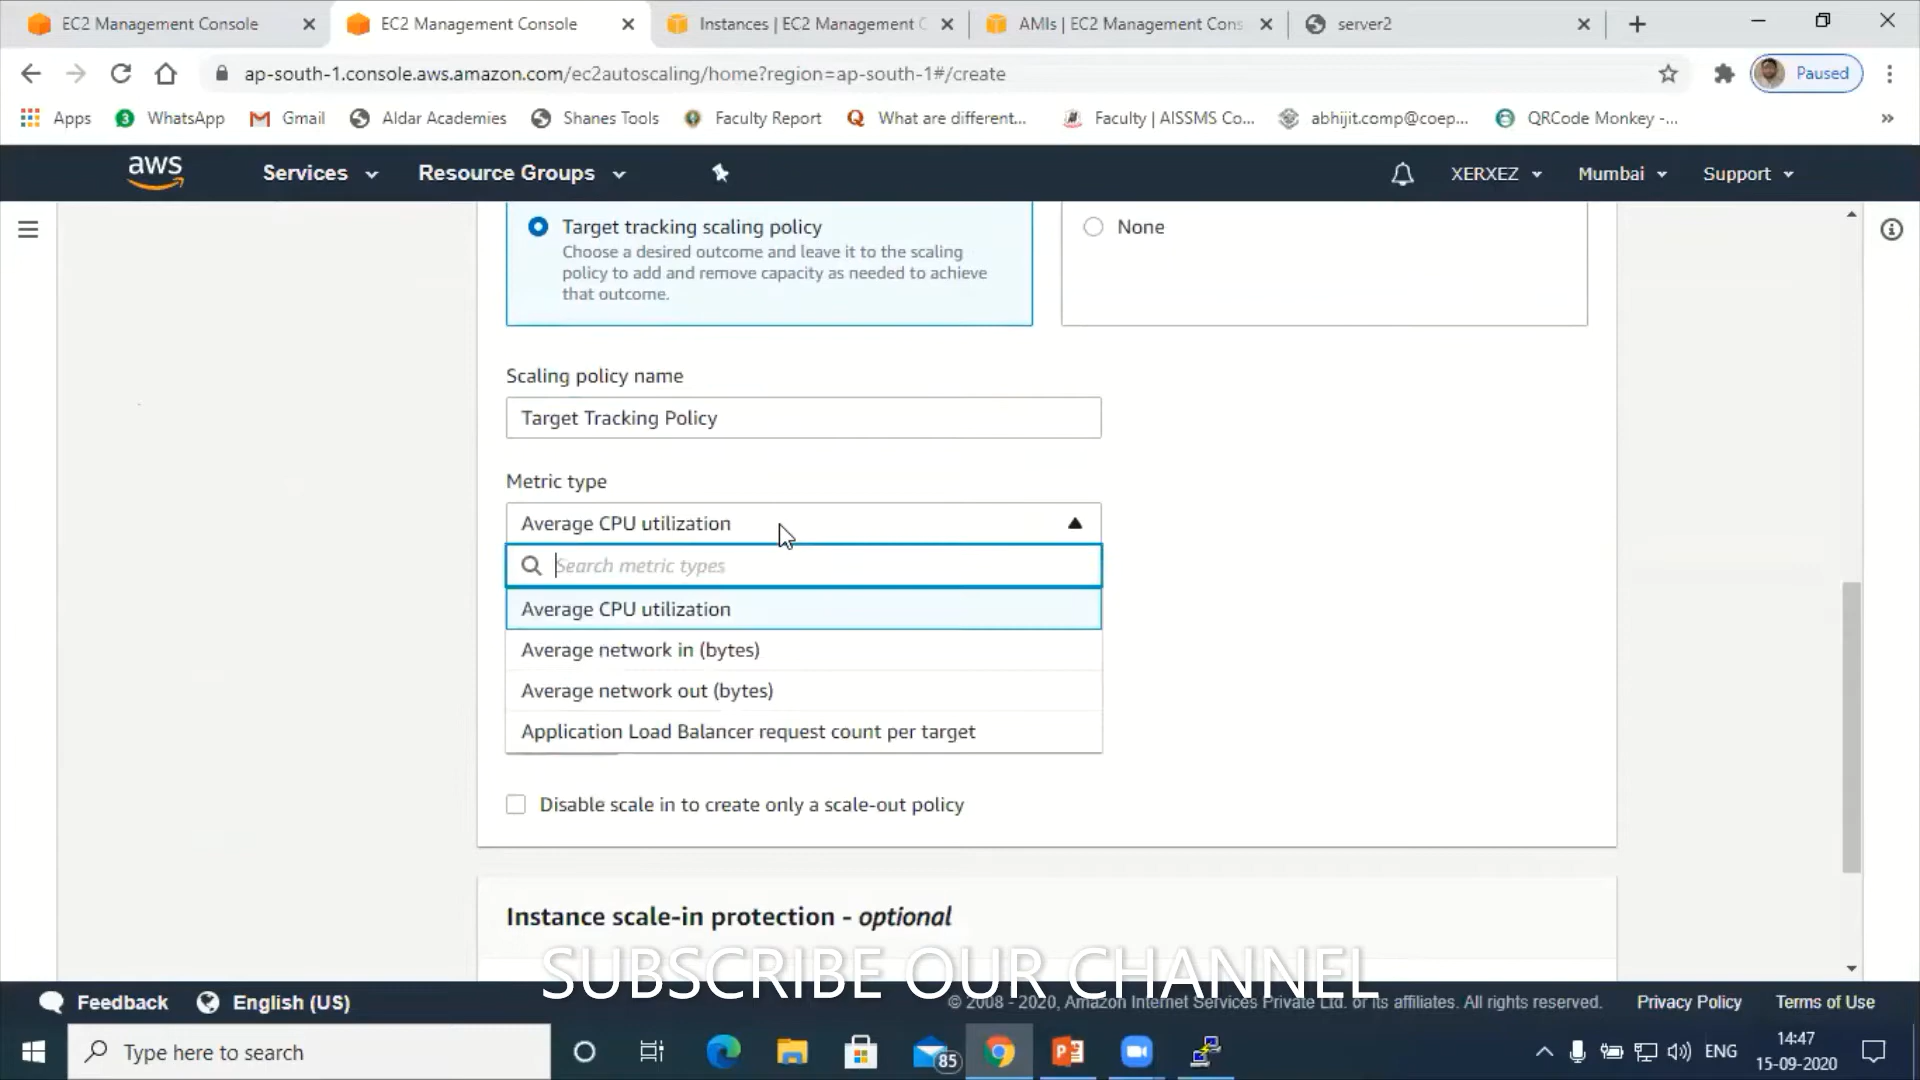 EC2 Management Console
EC2 Management Console
Instances | EC2 Management C
AMIs | EC2 Management Cons
server2
ap-south-1.console.aws.amazon.com/ec2autoscaling/home?region=ap-south-1#/create
Paused
Apps
WhatsApp
Gmail
Aldar Academies
Shanes Tools
Faculty Report
What are different...
Faculty | AISSMS Co...
abhijit.comp@coep...
QRCode Monkey -...
aws
Services
Resource Groups
XERXEZ
Mumbai
Support
Target tracking scaling policy
Choose a desired outcome and leave it to the scaling
policy to add and remove capacity as needed to achieve
that outcome.
None
Scaling policy name
Target Tracking Policy
Metric type
Average CPU utilization
Search metric types
Average CPU utilization
Average network in (bytes)
Average network out (bytes)
Application Load Balancer request count per target
Disable scale in to create only a scale-out policy
Instance scale-in protection - optional
SUBSCRIBE OUR CHANNEL
Feedback
English (US)
© 2008 - 2020, Amazon Internet Services Private Ltd. or its affiliates. All rights reserved.
Privacy Policy
Terms of Use
Type here to search
85
ENG
14:47
15-09-2020